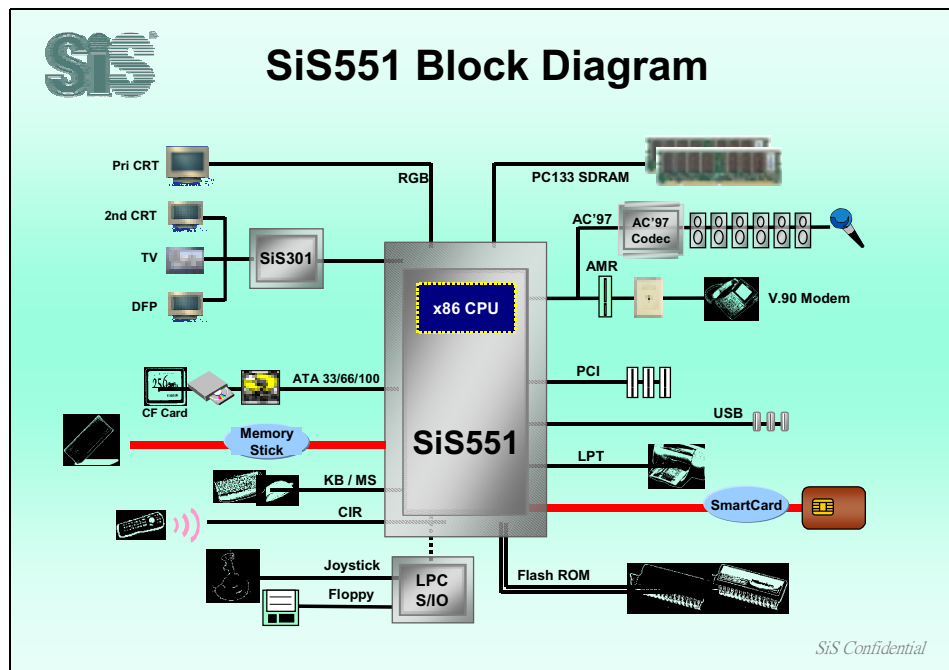 SiS
SiS551 Block Diagram
Pri CRT
RGB
PC133 SDRAM
2nd CRT
AC'97
AC'97
Codec
TV
SiS301
AMR
DFP
x86 CPU
V.90 Modem
ATA 33/66/100
PCI
CF Card
USB
Memory
Stick
SiS551
LPT
KB / MS
SmartCard
CIR
Joystick
LPC
S/IO
Flash ROM
Floppy
SiS Confidential